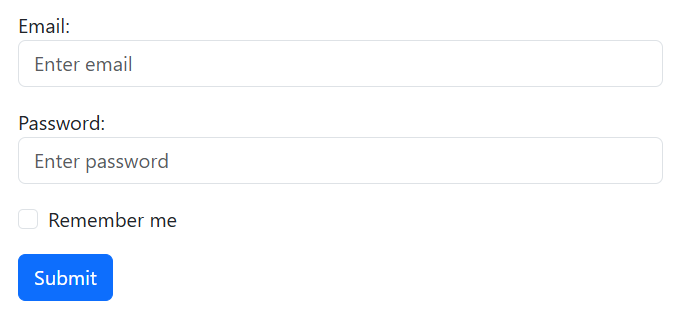 Email:
Enter email
Password:
Enter password
Remember me
Submit